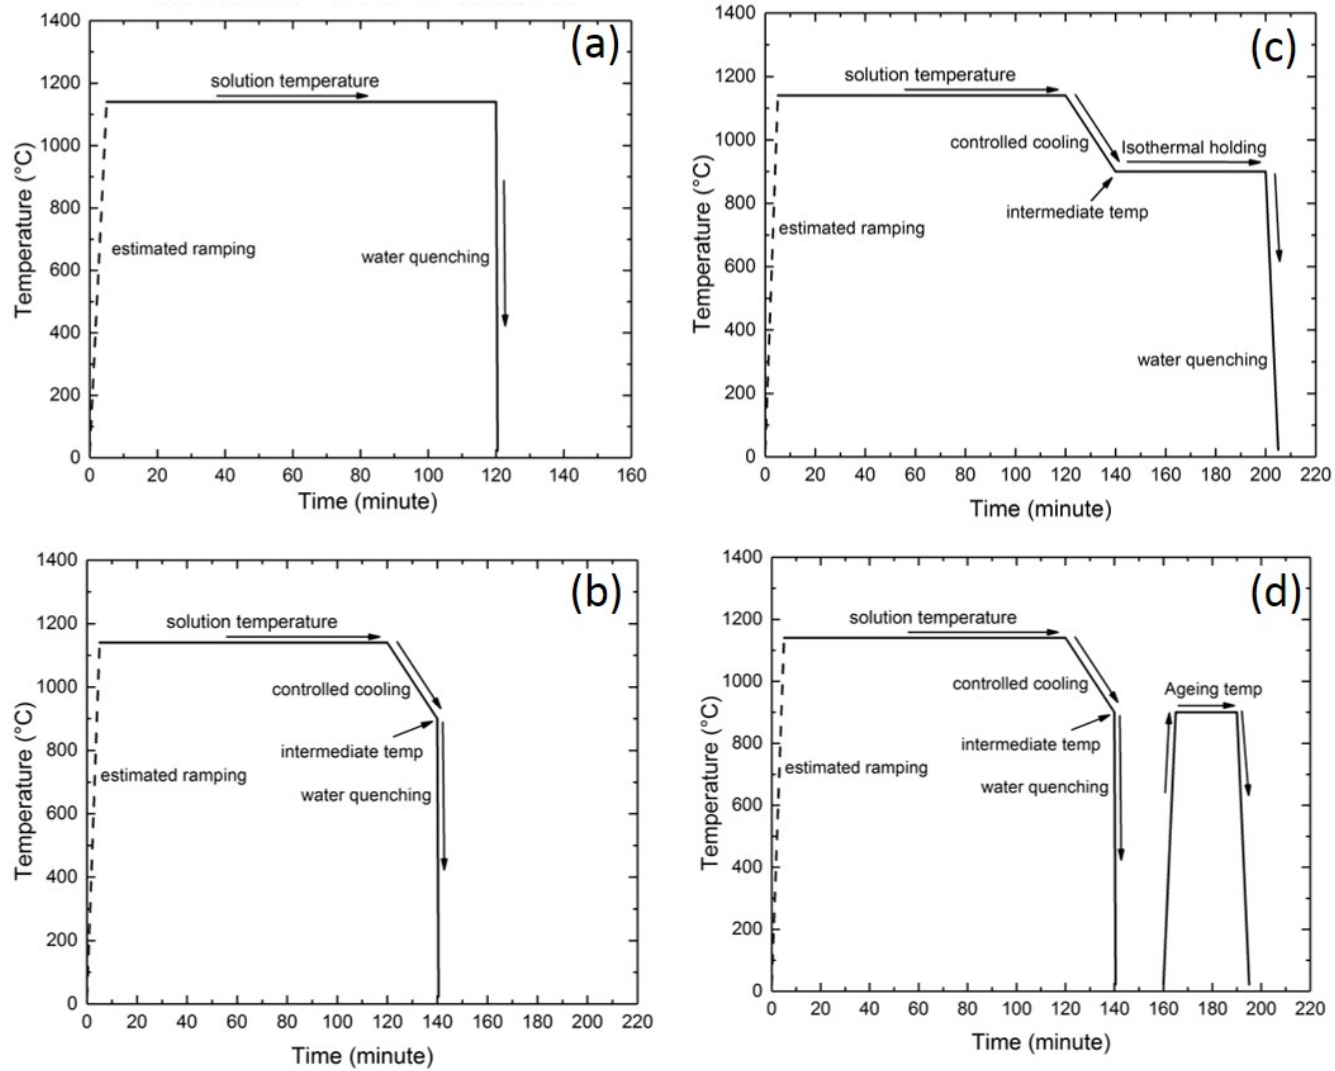 (a)
1400
1200
1000
800
600
400
200
0
Temperature (°C)
solution temperature
estimated ramping
water quenching
0 20 40 60 80 100 120 140 160
Time (minute)
(c)
1400
1200
1000
800
600
400
200
0
Temperature (°C)
solution temperature
controlled cooling
Isothermal holding
intermediate temp
estimated ramping
water quenching
0 20 40 60 80 100 120 140 160 180 200 220
Time (minute)
(b)
1400
1200
1000
800
600
400
200
0
Temperature (°C)
solution temperature
controlled cooling
intermediate temp
estimated ramping
water quenching
0 20 40 60 80 100 120 140 160 180 200 220
Time (minute)
(d)
1400
1200
1000
800
600
400
200
0
Temperature (°C)
solution temperature
controlled cooling
Ageing temp
intermediate temp
estimated ramping
water quenching
0 20 40 60 80 100 120 140 160 180 200 220
Time (minute)